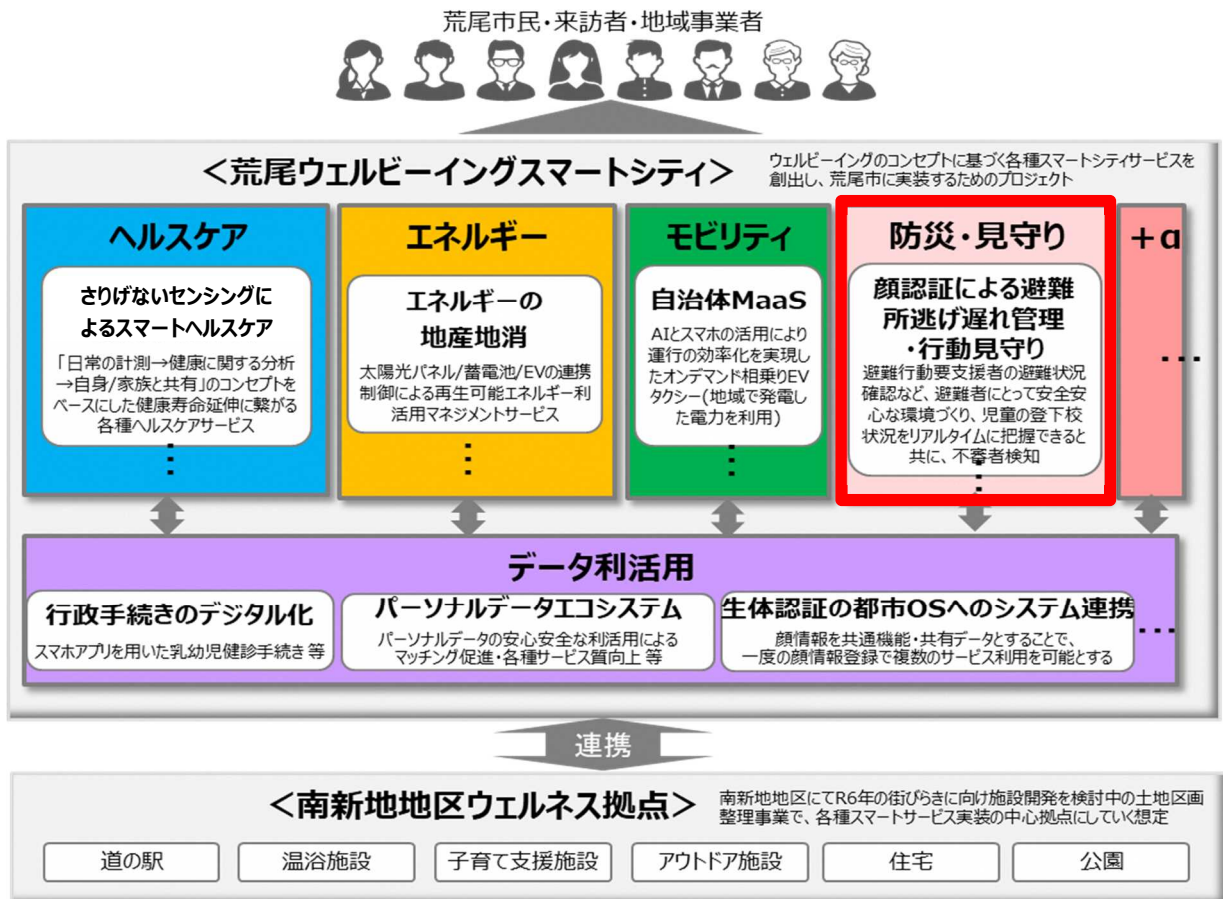 荒尾市民・来訪者・地域事業者
＜荒尾ウェルビーイングスマートシティ＞
ウェルビーイングのコンセプトに基づく各種スマートシティサービスを
創出し、荒尾市に実装するためのプロジェクト
ヘルスケア
さりげないセンシングに
よるスマートヘルスケア
「日常の計測→健康に関する分析
→自身/家族と共有」のコンセプトを
ベースにした健康寿命延伸に繋がる
各種ヘルスケアサービス
⋮
エネルギー
エネルギーの
地産地消
太陽光パネル/蓄電池/EVの連携
制御による再生可能エネルギー利
活用マネジメントサービス
⋮
モビリティ
自治体MaaS
AIとスマホの活用により
運行の効率化を実現し
たオンデマンド相乗りEV
タクシー(地域で発電し
た電力を利用)
⋮
防災・見守り
顔認証による避難
所逃げ遅れ管理
・行動見守り
避難行動要支援者の避難状況
確認など、避難者にとって安全安
心な環境づくり、児童の登下校
状況をリアルタイムに把握できると
共に、不審者検知
⋮
+α
…
データ利活用
行政手続きのデジタル化
スマホアプリを用いた乳幼児健診手続き 等
パーソナルデータエコシステム
パーソナルデータの安心安全な利活用による
マッチング促進・各種サービス質向上 等
生体認証の都市OSへのシステム連携
顔情報を共通機能・共有データとすることで、
一度の顔情報登録で複数のサービス利用を可能とする
…
連携
＜南新地地区ウェルネス拠点＞
南新地地区にてR6年の街びらきに向け施設開発を検討中の土地区画
整理事業で、各種スマートサービス実装の中心拠点にしていく想定
道の駅
温浴施設
子育て支援施設
アウトドア施設
住宅
公園